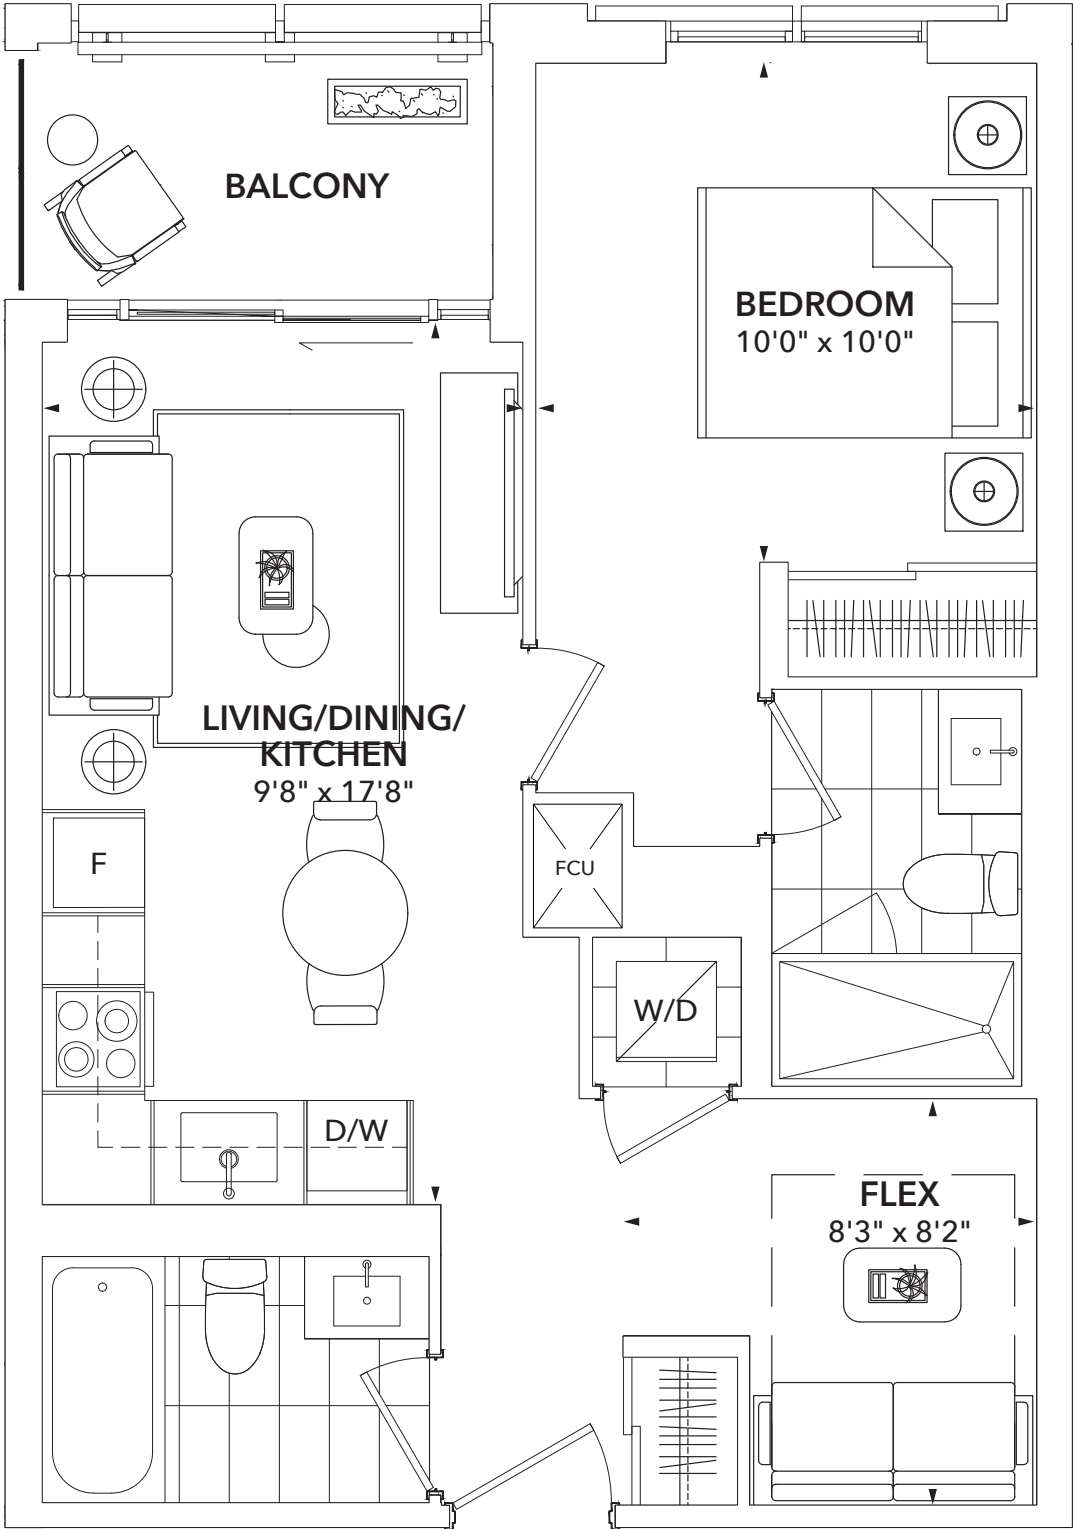 BALCONY
BEDROOM
10'0" x 10'0"
LIVING/DINING/
KITCHEN
9'8" x 17'8"
F
FCU
W/D
D/W
FLEX
8'3" x 8'2"